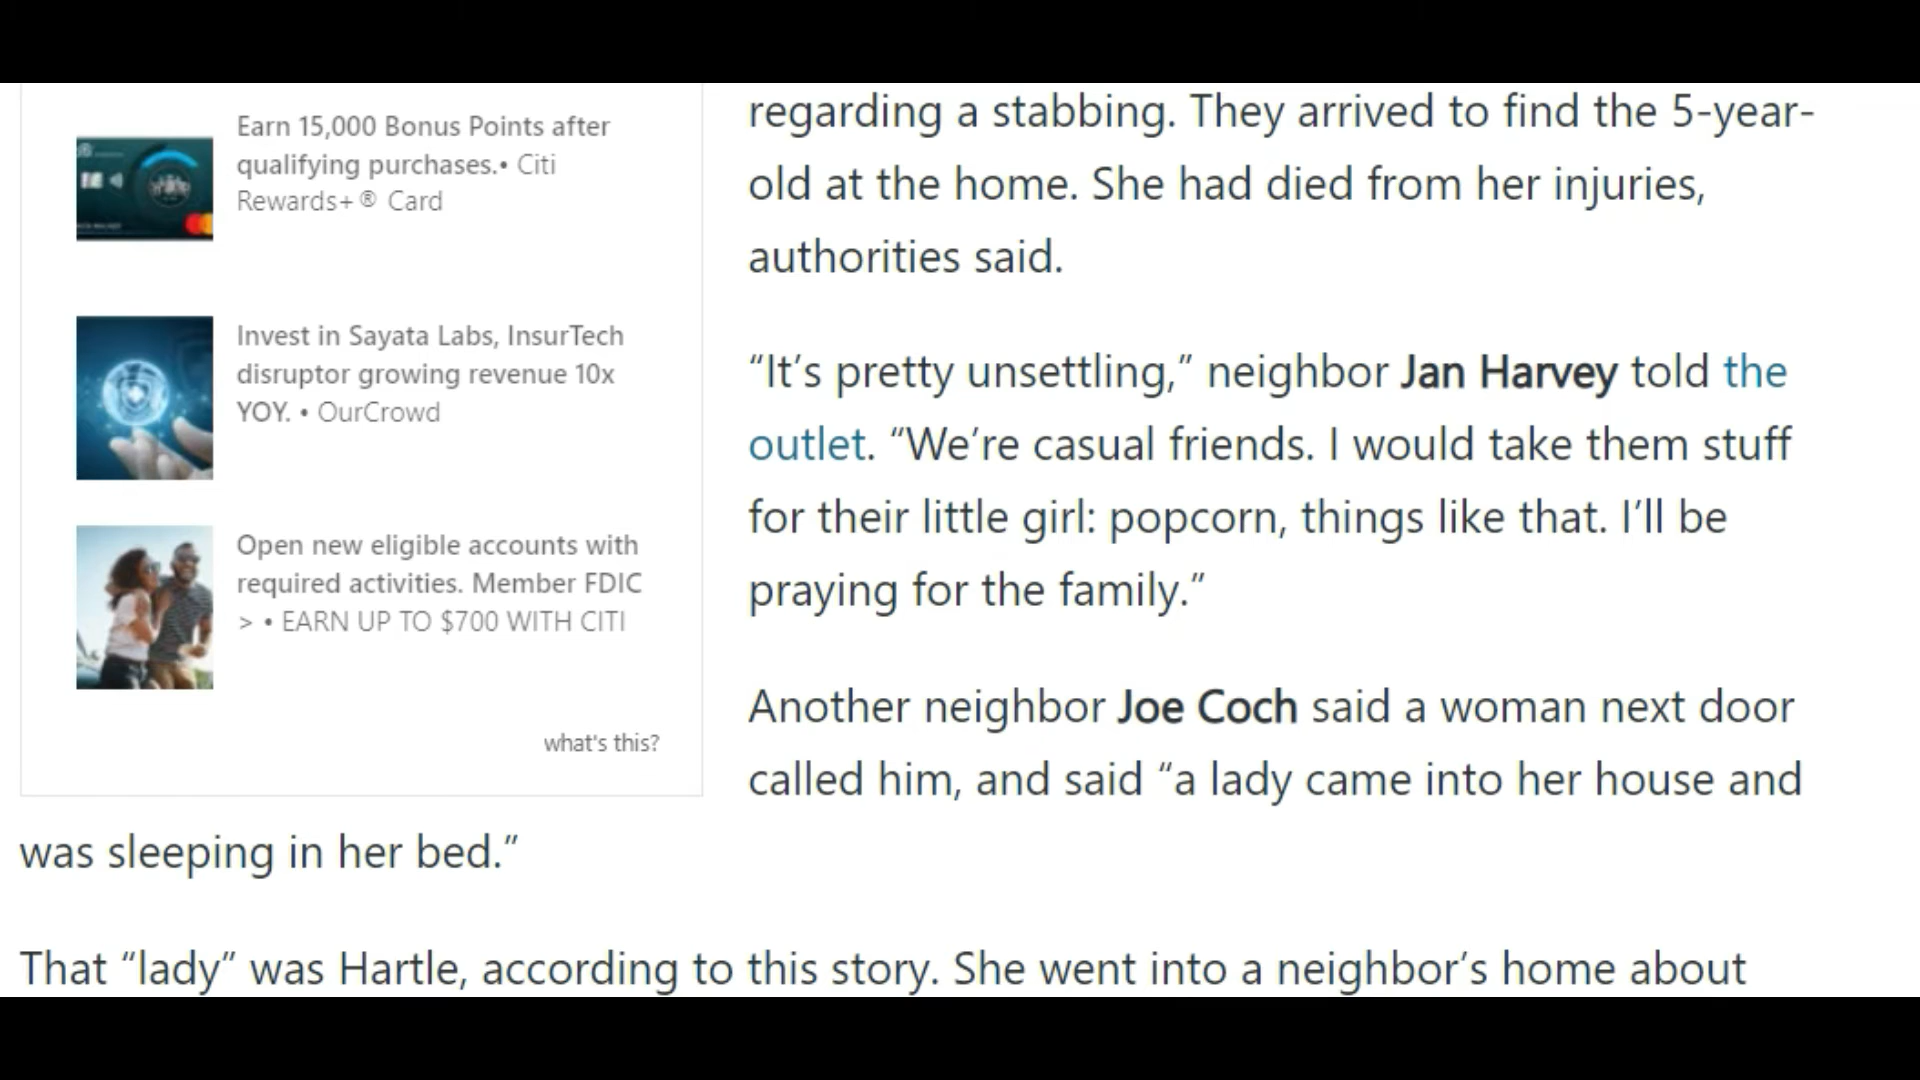 Earn 15,000 Bonus Points after
qualifying purchases.• Citi
Rewards+® Card
Invest in Sayata Labs, InsurTech
disruptor growing revenue 10x
YOY. • OurCrowd
Open new eligible accounts with
required activities. Member FDIC
> • EARN UP TO $700 WITH CITI
what's this?
regarding a stabbing. They arrived to find the 5-year-
old at the home. She had died from her injuries,
authorities said.
“It’s pretty unsettling,” neighbor Jan Harvey told the
outlet. “We’re casual friends. I would take them stuff
for their little girl: popcorn, things like that. I’ll be
praying for the family.”
Another neighbor Joe Coch said a woman next door
called him, and said “a lady came into her house and
was sleeping in her bed.”
That “lady” was Hartle, according to this story. She went into a neighbor’s home about